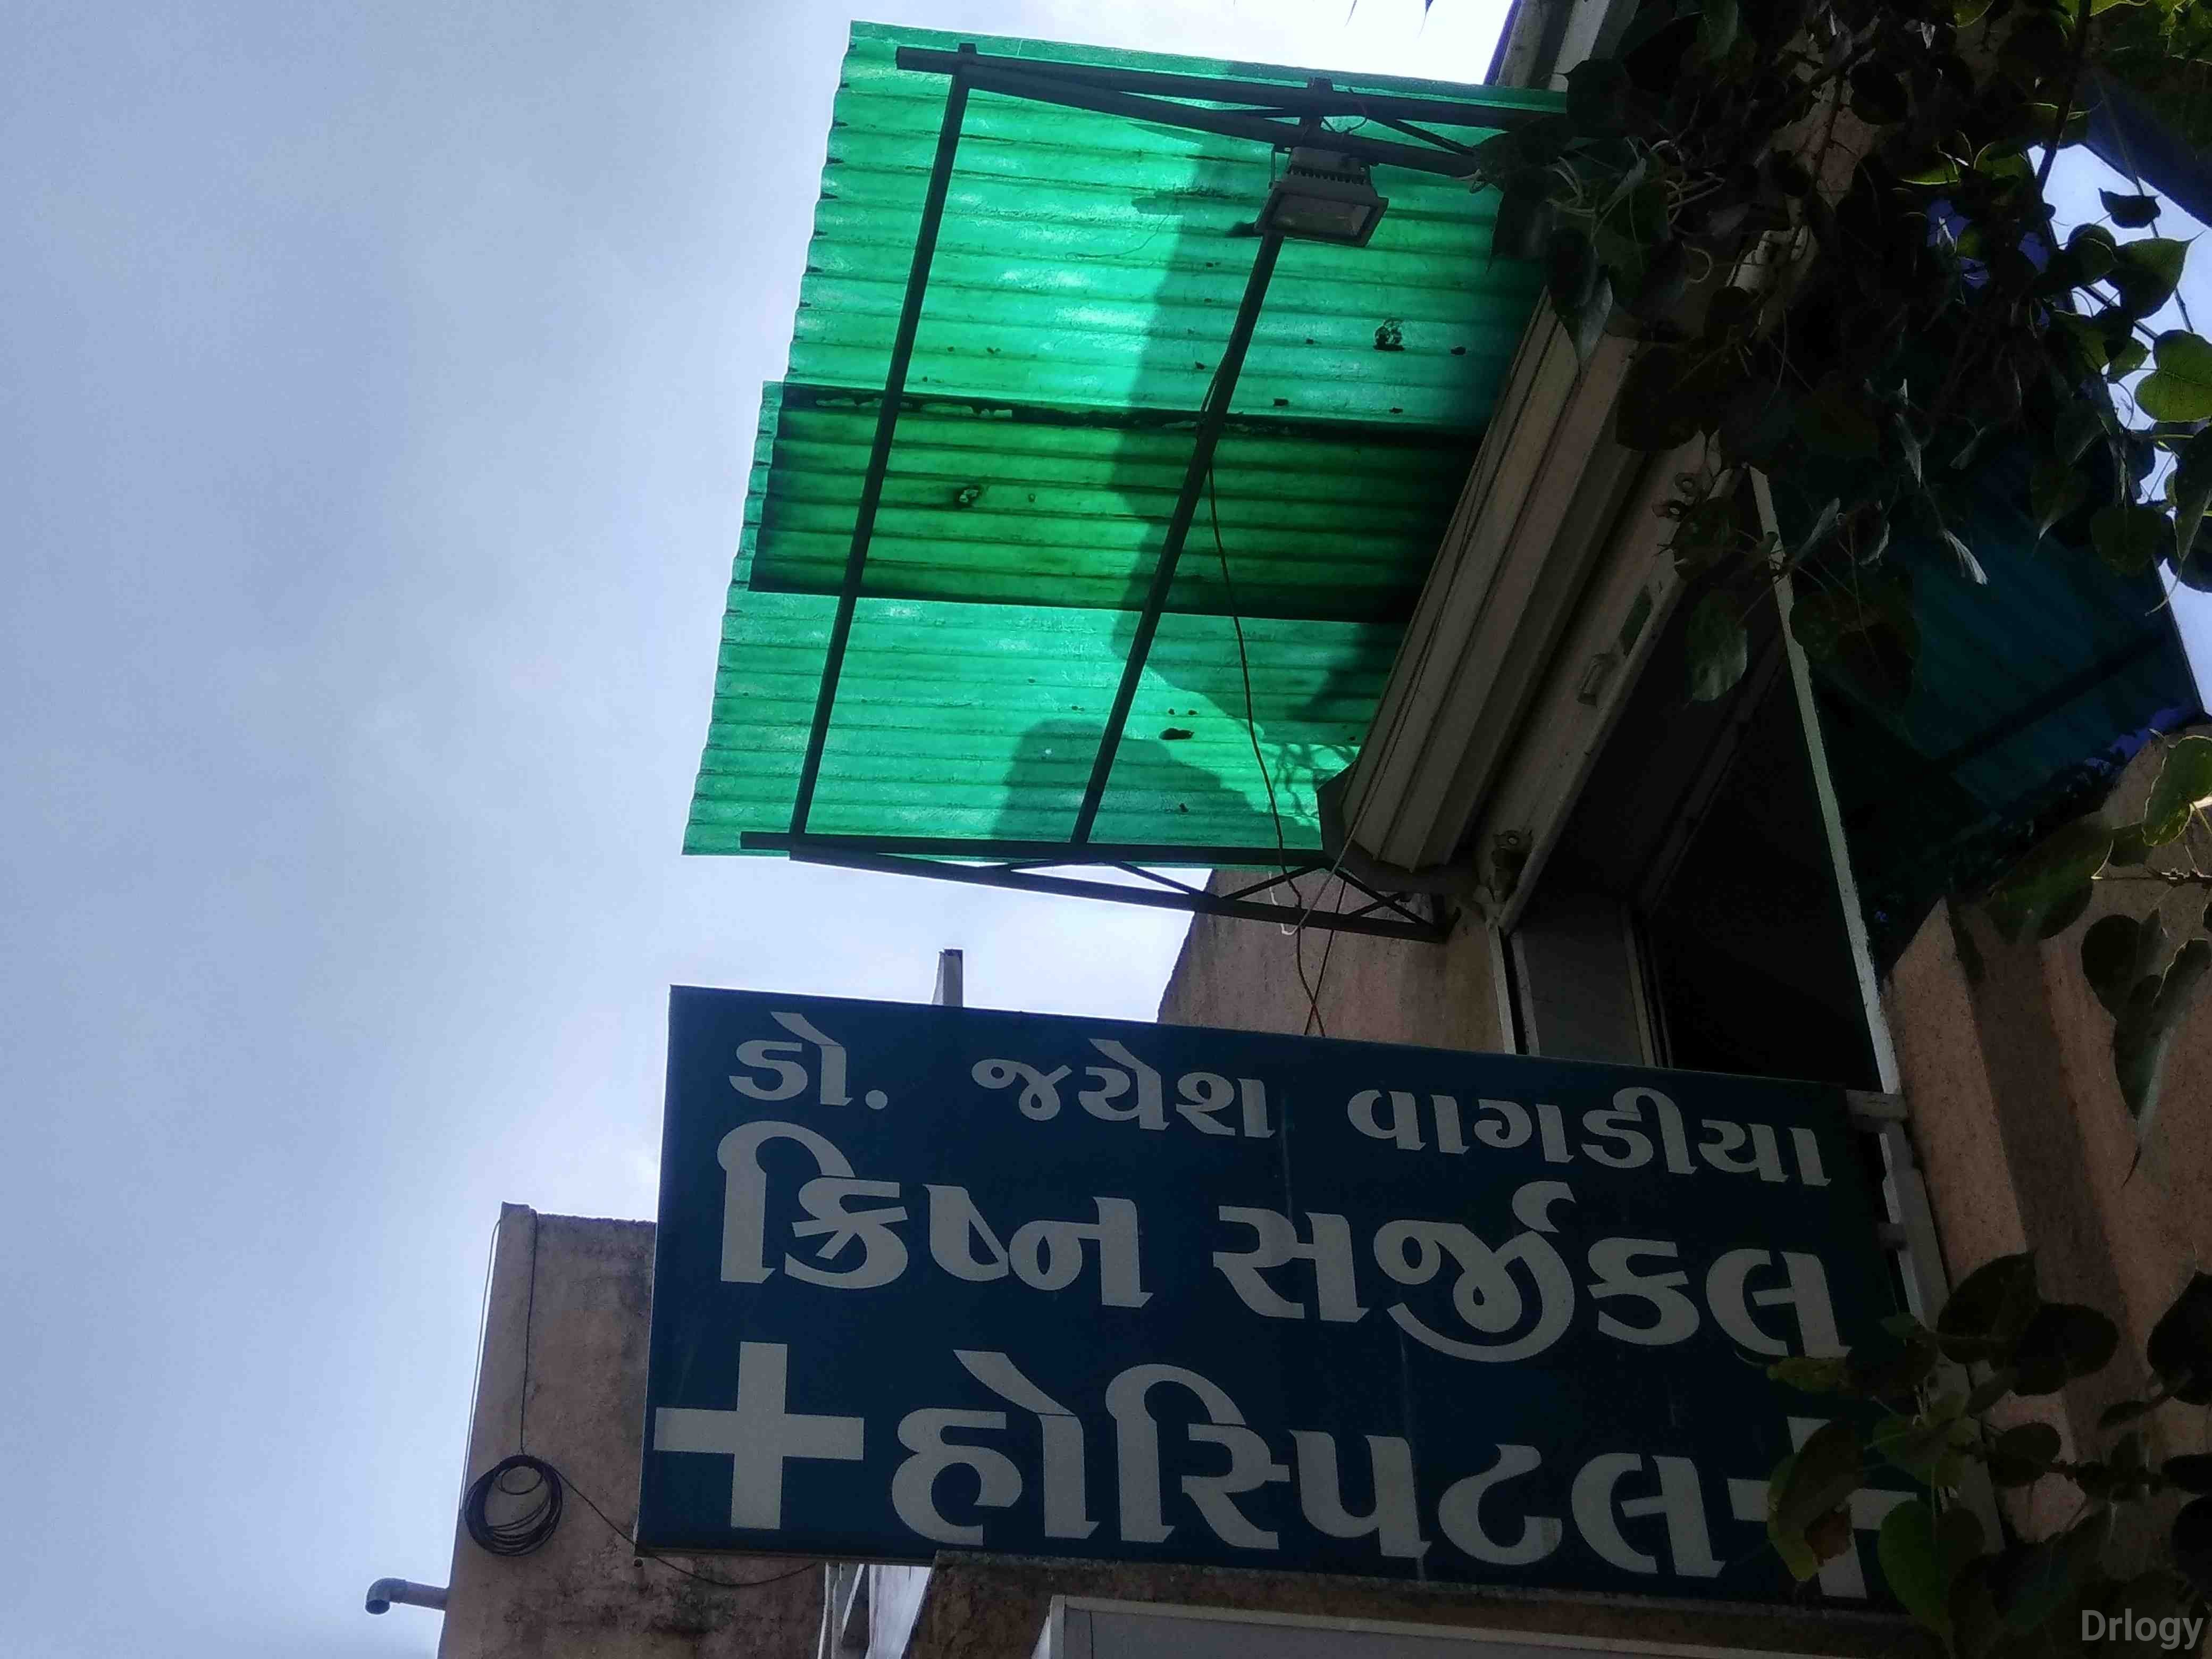 ડો. જયેશ વાગડીયા
ક્રિષ્ન સર્જીકલ
+હોસ્પિટલ+
Drlogy